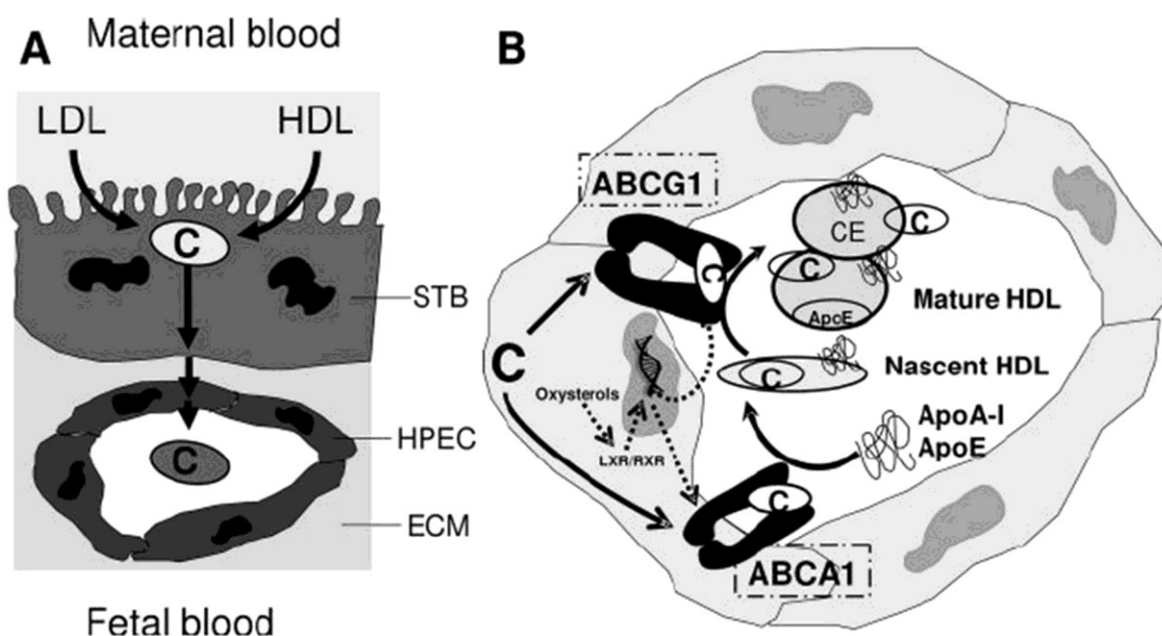 A
Maternal blood
LDL
HDL
C
STB
HPEC
C
ECM
Fetal blood
B
ABCG1
C
CE
C
C
ApoE
Mature HDL
C
Oxysterols
C
Nascent HDL
LXR/RXR
ApoA-I
ApoE
C
ABCA1